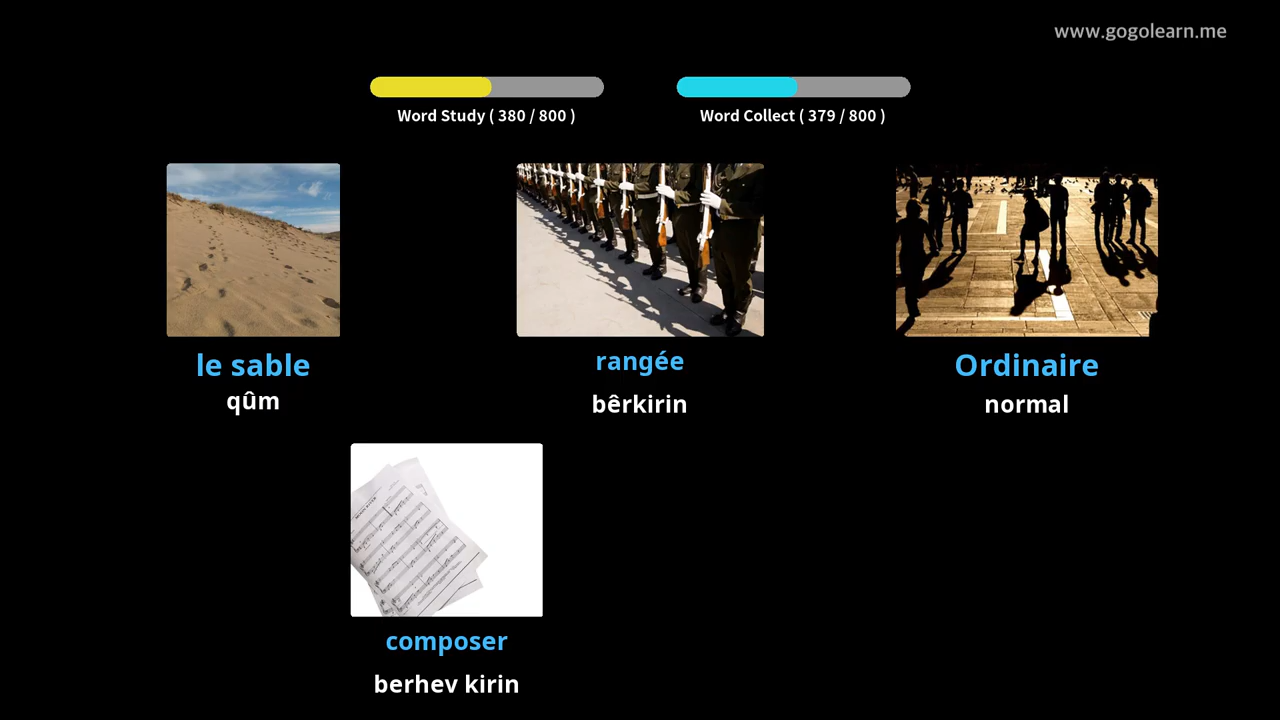 www.gogolearn.me
Word Study ( 380 / 800 )
Word Collect ( 379 / 800 )
le sable
qûm
rangée
bêrkirin
Ordinaire
normal
composer
berhev kirin